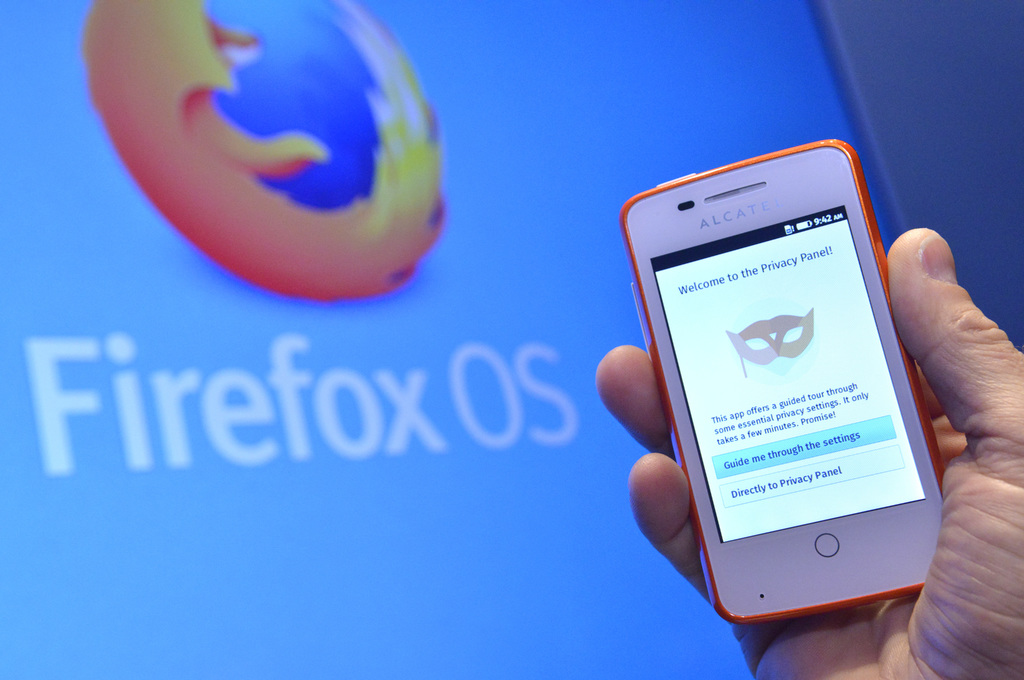 Firefox OS
ALCATEL
9:42 AM
Welcome to the Privacy Panel!
This app offers a guided tour through
some essential privacy settings. It only
takes a few minutes. Promise!
Guide me through the settings
Directly to Privacy Panel